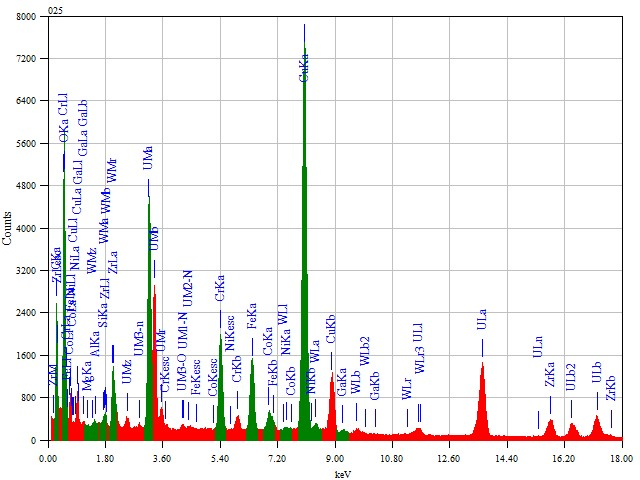 025
8000
7200
6400
5600
4800
4000
3200
2400
1600
800
0
Counts
OKa CrLl
GaLa GaLb
CuLa GaLl
CuLl
NiLa
WMz
WMa WMb WMr
ZrLa
SiKa ZrLl
AlKa
MgKa
ZrM
UMz
UM3-n
UMa
UMb
UMr
CrKesc
UM3-O UM1-N UM2-N
FeKesc
CoKesc
CrKa
NiKesc
CrKb
FeKa
CoKa
FeKb
NiKa WLl
CoKb
CuKa
NiKb
WLa
CuKb
GaKa
WLb
WLb2
GaKb
WLr
WLr3 ULl
ULa
ULn
ZrKa
ULb2
ULb
ZrKb
0.00 1.80 3.60 5.40 7.20 9.00 10.80 12.60 14.40 16.20 18.00
keV